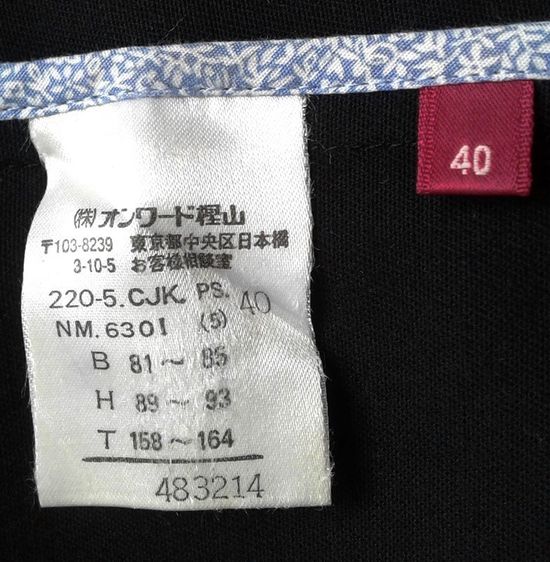 (株)オンワード樫山
〒103-8239 東京都中央区日本橋
3-10-5 お客様相談室
220-5.CJK. PS. 40
NM.6301 (5)
B 81～85
H 89～93
T 158～164
483214
40